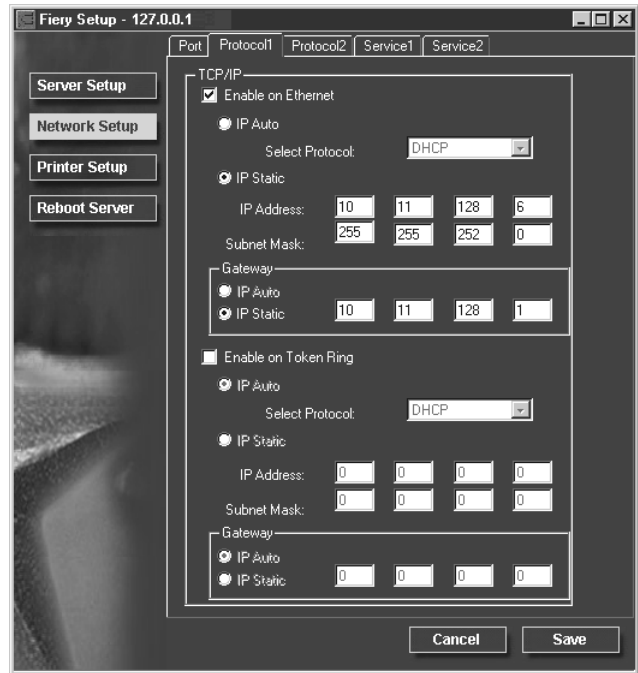 Fiery Setup - 127.0.0.1
Port Protocol1 Protocol2 Service1 Service2
Server Setup
Network Setup
Printer Setup
Reboot Server
TCP/IP
Enable on Ethernet
IP Auto
Select Protocol: DHCP
IP Static
IP Address: 10 11 128 6
Subnet Mask: 255 255 252 0
Gateway
IP Auto
IP Static 10 11 128 1
Enable on Token Ring
IP Auto
Select Protocol: DHCP
IP Static
IP Address: 0 0 0 0
Subnet Mask: 0 0 0 0
Gateway
IP Auto
IP Static 0 0 0 0
Cancel Save